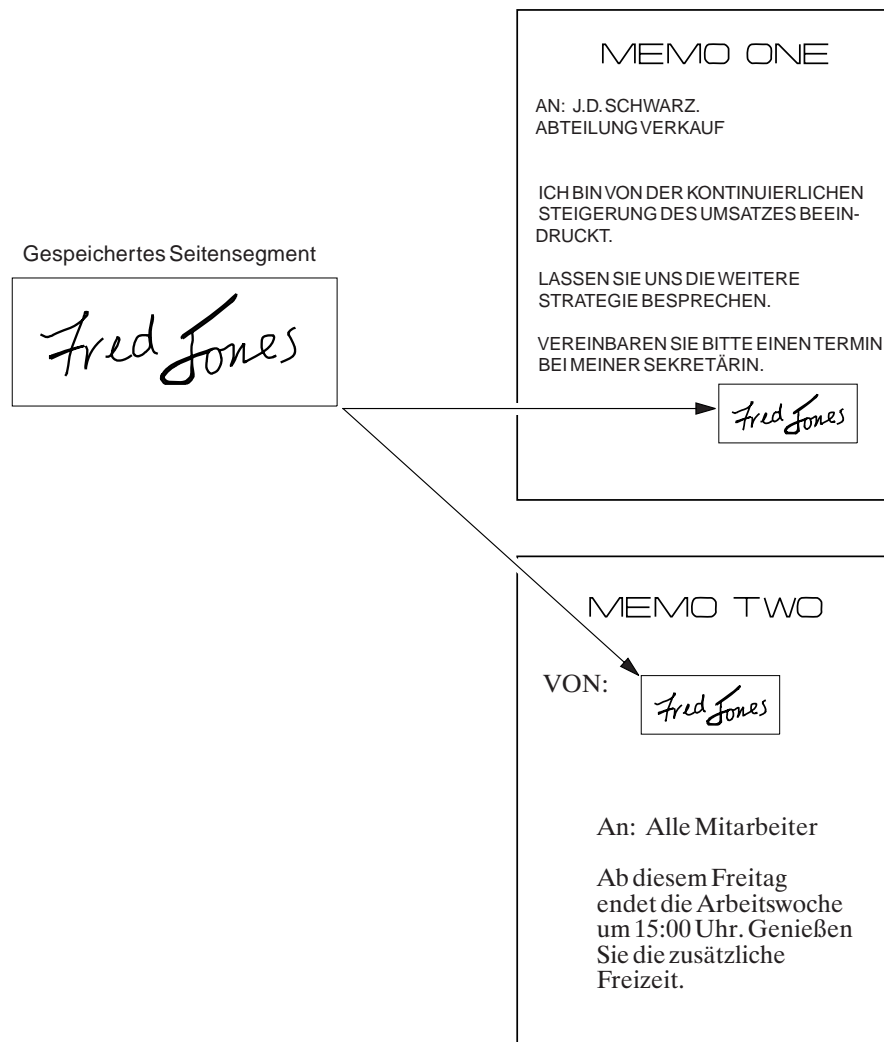 MEMO ONE
AN: J.D. SCHWARZ.
ABTEILUNG VERKAUF
ICH BIN VON DER KONTINUIERLICHEN
STEIGERUNG DES UMSATZES BEEIN-
DRUCKT.
LASSEN SIE UNS DIE WEITERE
STRATEGIE BESPRECHEN.
VEREINBAREN SIE BITTE EINEN TERMIN
BEI MEINER SEKRETÄRIN.
Fred Jones
Gespeichertes Seitensegment
Fred Jones
MEMO TWO
VON:
Fred Jones
An: Alle Mitarbeiter
Ab diesem Freitag
endet die Arbeitswoche
um 15:00 Uhr. Genießen
Sie die zusätzliche
Freizeit.